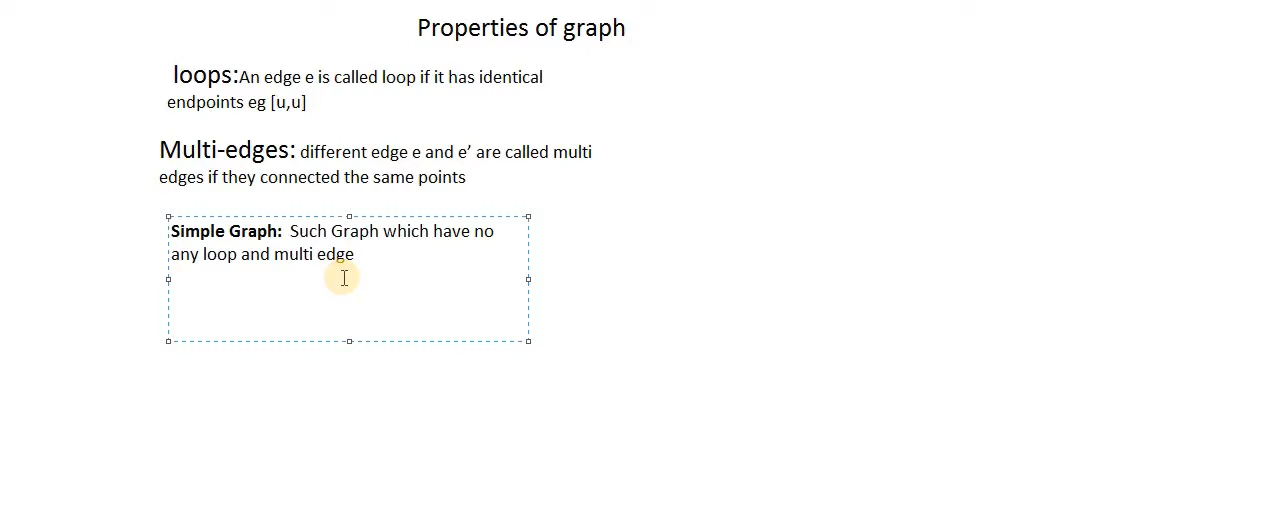 Properties of graph
loops:An edge e is called loop if it has identical
endpoints eg [u,u]
Multi-edges: different edge e and e’ are called multi
edges if they connected the same points
Simple Graph: Such Graph which have no
any loop and multi edge